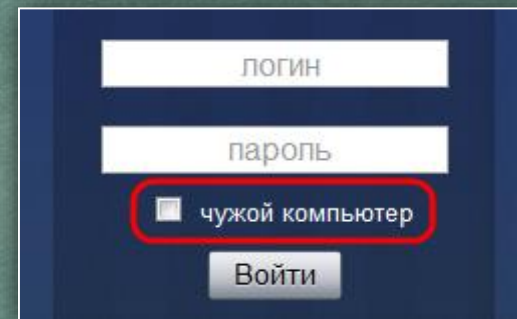 логин
пароль
чужой компьютер
Войти